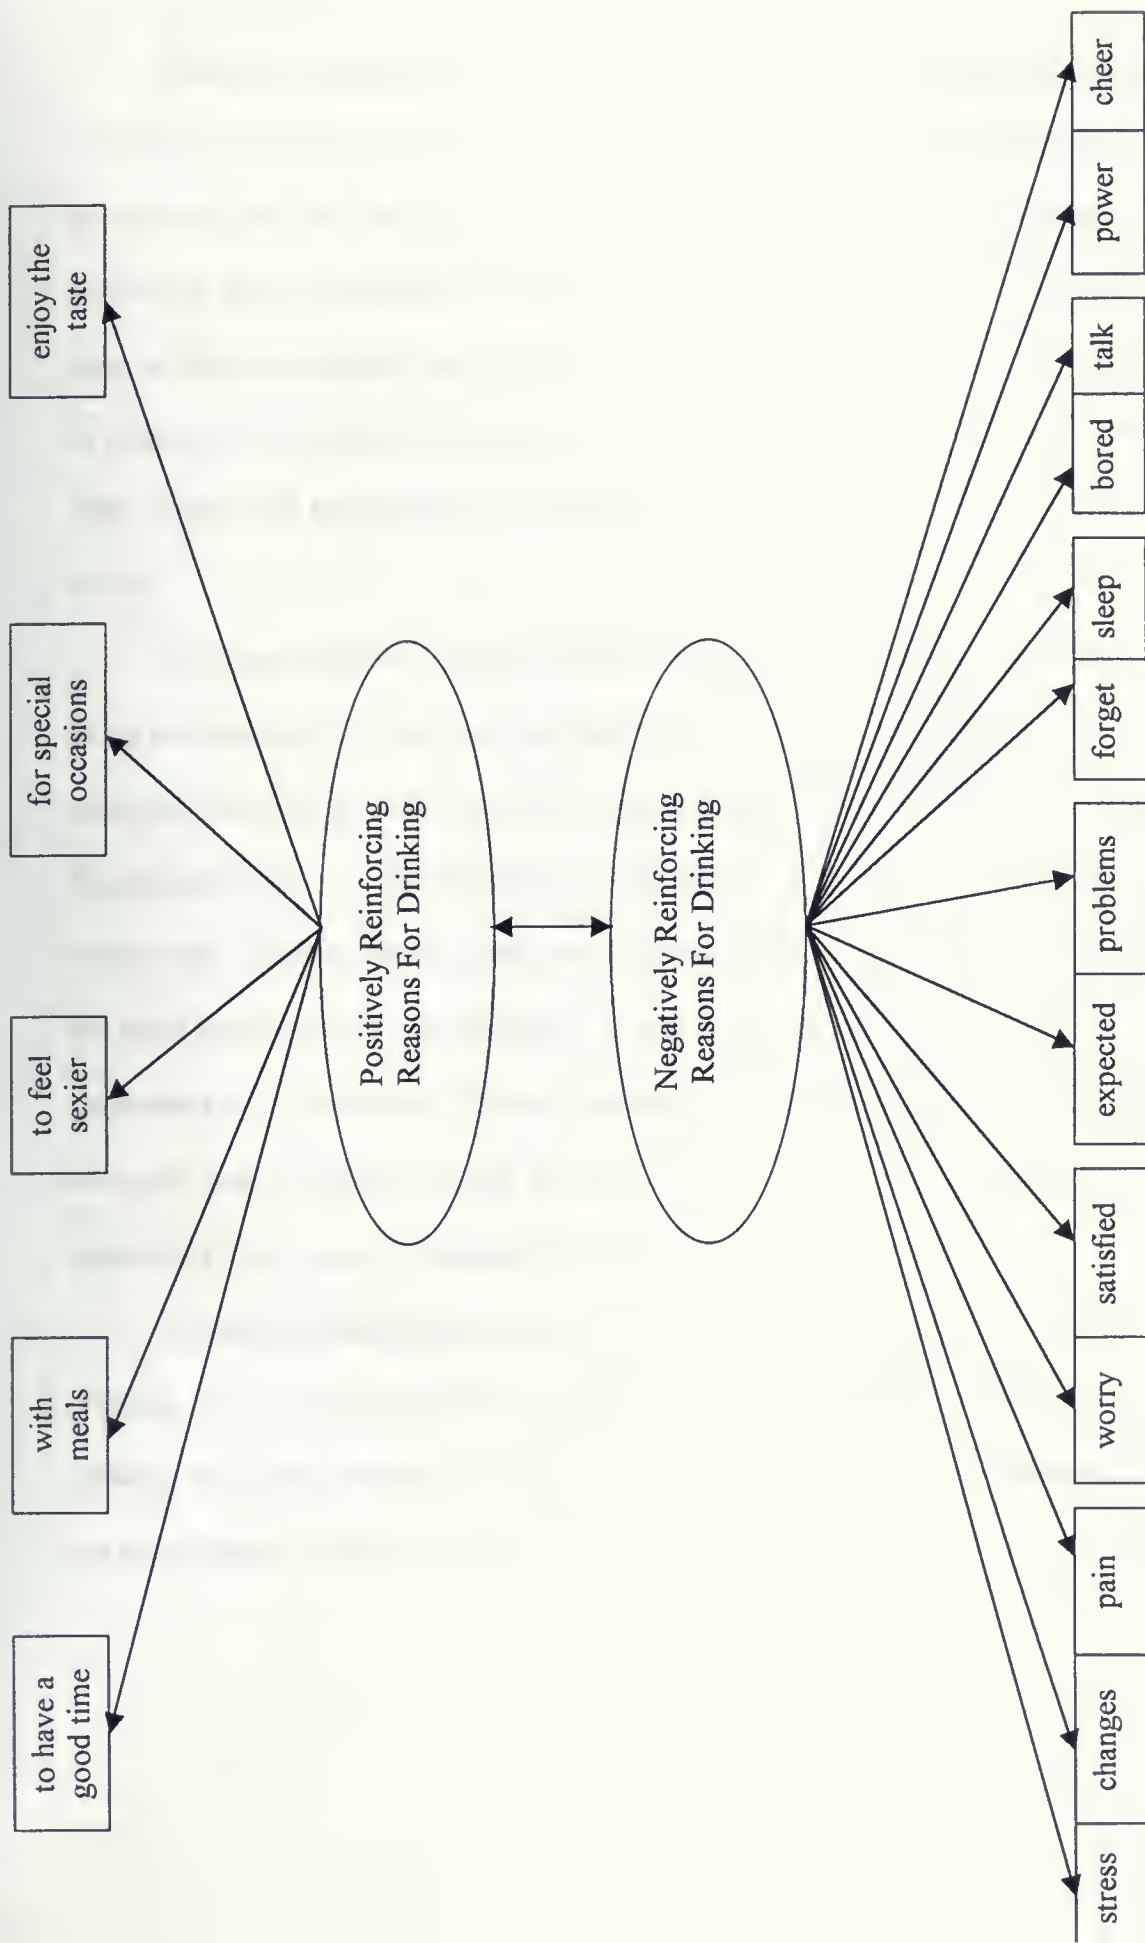 to have a
good time
with
meals
to feel
sexier
for special
occasions
enjoy the
taste
Positively Reinforcing
Reasons For Drinking
Negatively Reinforcing
Reasons For Drinking
stress
changes
pain
worry
satisfied
expected
problems
forget
sleep
bored
talk
power
cheer